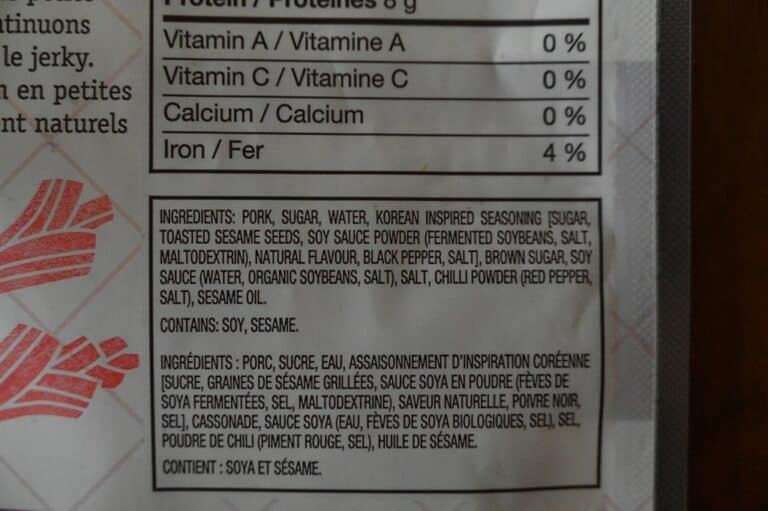 Protein / Protéines 8 g
tinuons
le jerky.
en petites
nt naturels
Vitamin A / Vitamine A 0 %
Vitamin C / Vitamine C 0 %
Calcium / Calcium 0 %
Iron / Fer 4 %
INGREDIENTS: PORK, SUGAR, WATER, KOREAN INSPIRED SEASONING [SUGAR,
TOASTED SESAME SEEDS, SOY SAUCE POWDER (FERMENTED SOYBEANS, SALT,
MALTODEXTRIN), NATURAL FLAVOUR, BLACK PEPPER, SALT], BROWN SUGAR, SOY
SAUCE (WATER, ORGANIC SOYBEANS, SALT), SALT, CHILLI POWDER (RED PEPPER,
SALT), SESAME OIL.
CONTAINS: SOY, SESAME.
INGRÉDIENTS : PORC, SUCRE, EAU, ASSAISONNEMENT D'INSPIRATION CORÉENNE
[SUCRE, GRAINES DE SÉSAME GRILLÉES, SAUCE SOYA EN POUDRE (FÈVES DE
SOYA FERMENTÉES, SEL, MALTODEXTRINE), SAVEUR NATURELLE, POIVRE NOIR,
SEL], CASSONADE, SAUCE SOYA (EAU, FÈVES DE SOYA BIOLOGIQUES, SEL), SEL,
POUDRE DE CHILI (PIMENT ROUGE, SEL), HUILE DE SÉSAME.
CONTIENT : SOYA ET SÉSAME.